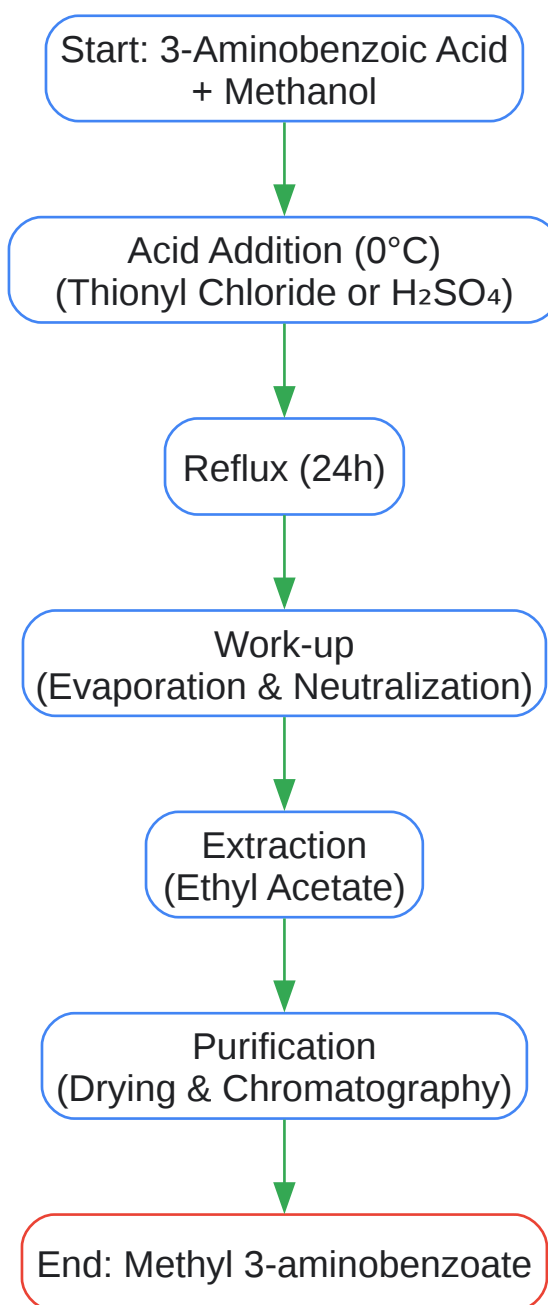 Start: 3-Aminobenzoic Acid
+ Methanol
Acid Addition (0°C)
(Thionyl Chloride or H₂SO₄)
Reflux (24h)
Work-up
(Evaporation & Neutralization)
Extraction
(Ethyl Acetate)
Purification
(Drying & Chromatography)
End: Methyl 3-aminobenzoate